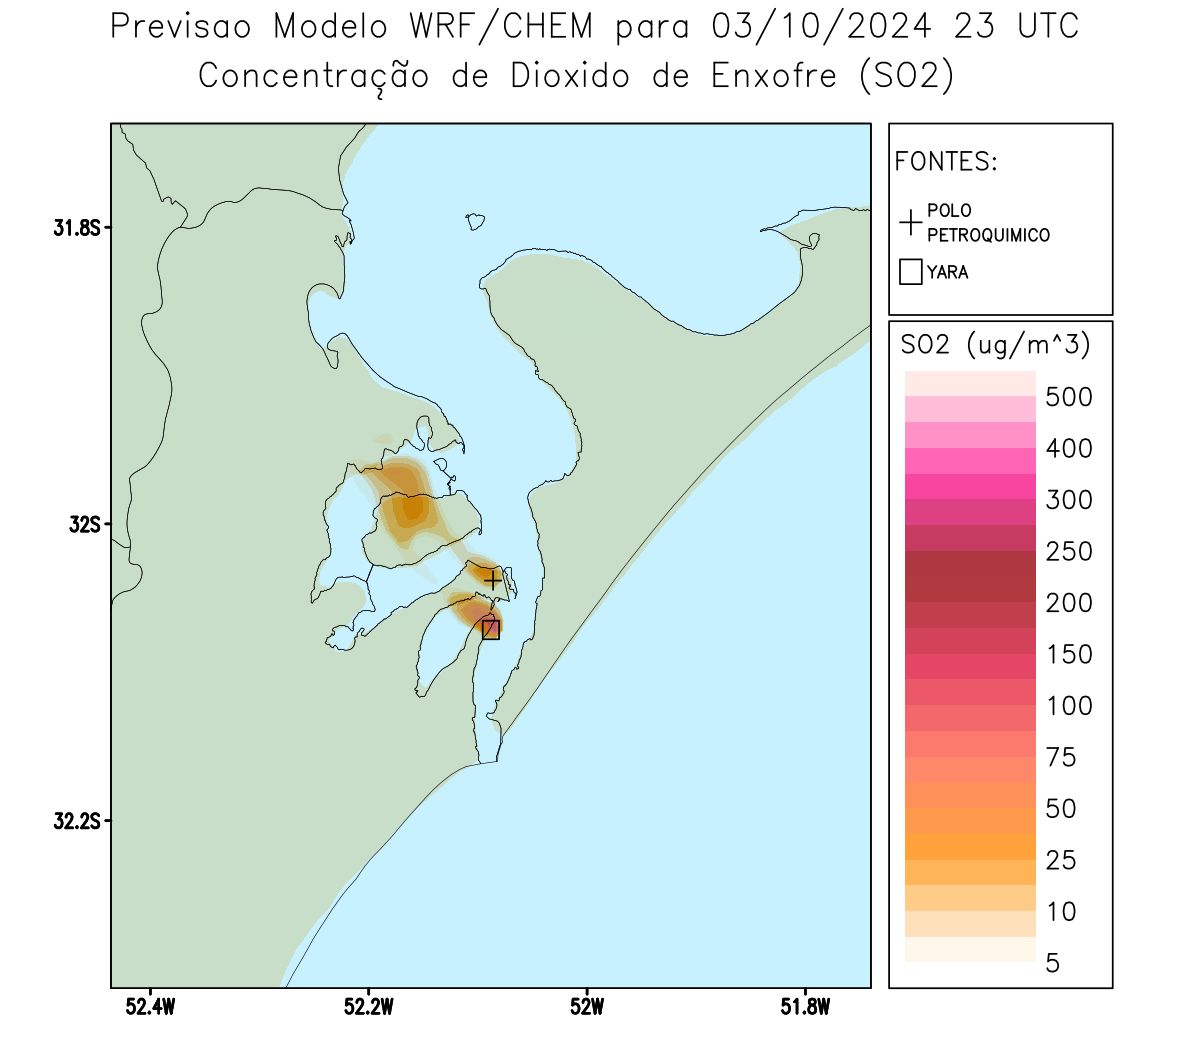 Previsao Modelo WRF/CHEM para 03/10/2024 23 UTC
Concentração de Dioxido de Enxofre (SO2)
FONTES:
POLO
PETROQUIMICO
YARA
SO2 (ug/m^3)
500
400
300
250
200
150
100
75
50
25
10
5
31.8S
32S
32.2S
52.4W
52.2W
52W
51.8W